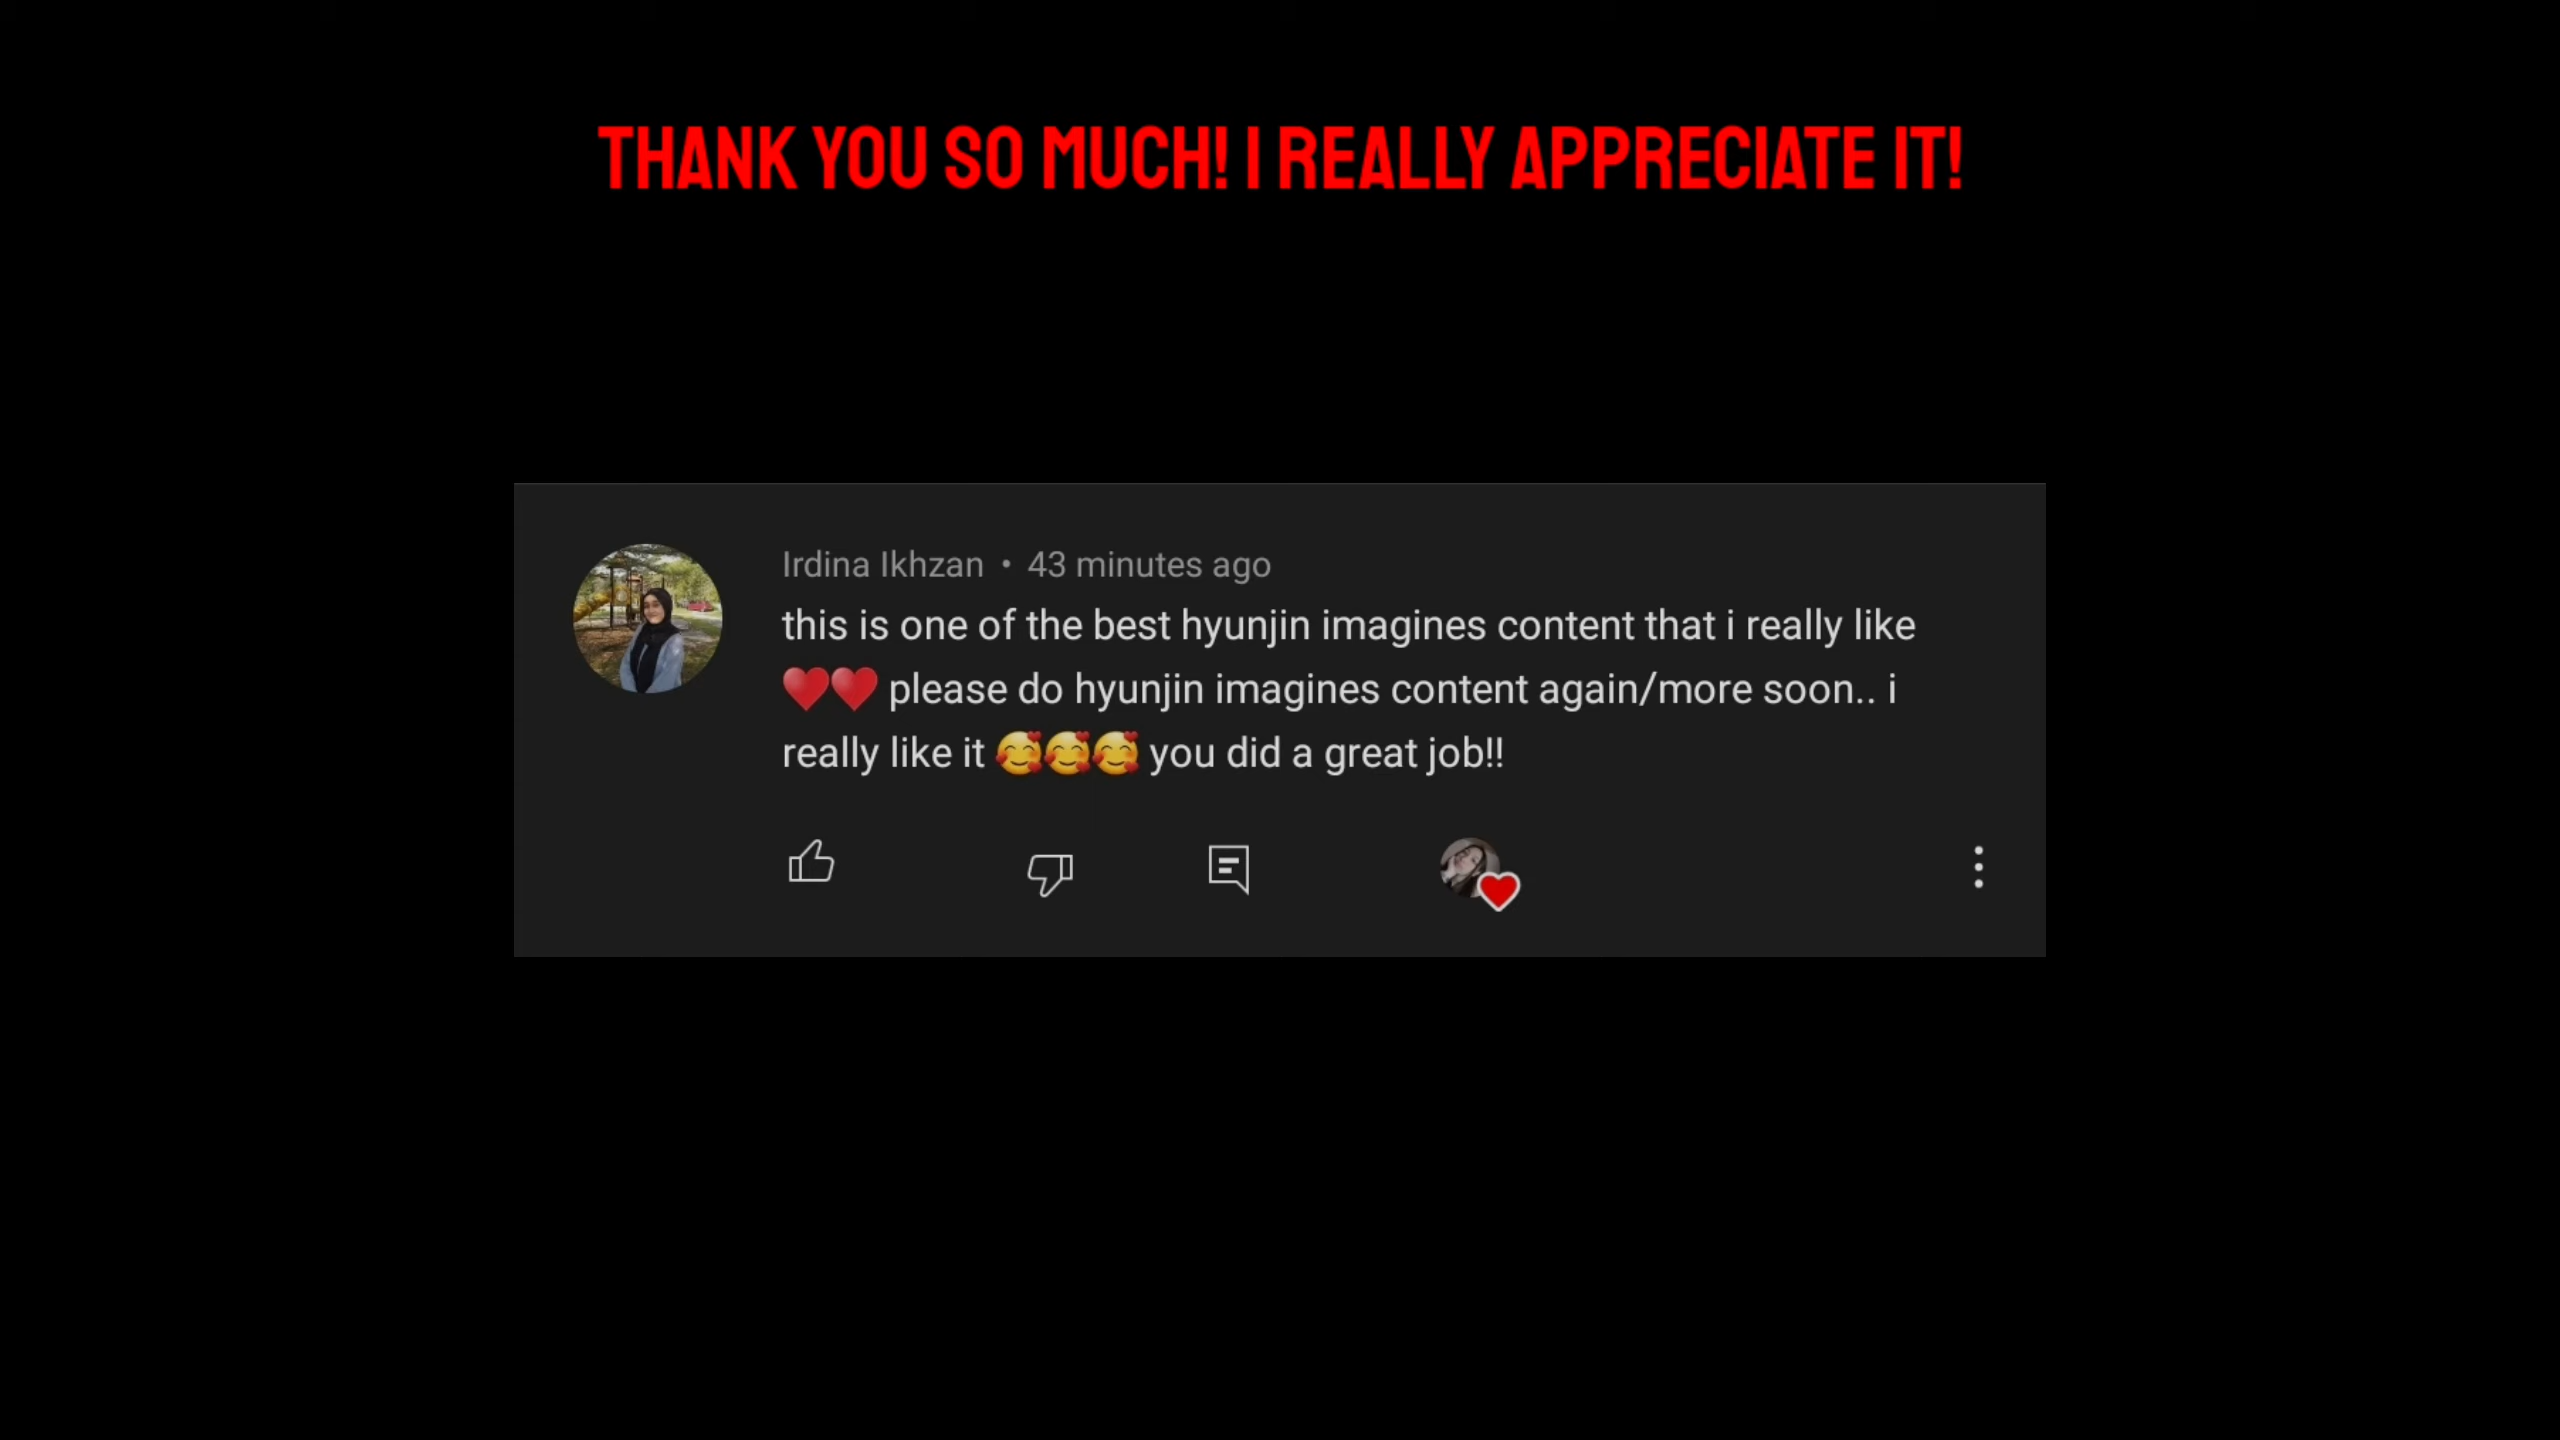 THANK YOU SO MUCH! I REALLY APPRECIATE IT!
Irdina Ikhzan • 43 minutes ago
this is one of the best hyunjin imagines content that i really like
♥️♥️ please do hyunjin imagines content again/more soon.. i
really like it 🥰🥰🥰 you did a great job!!